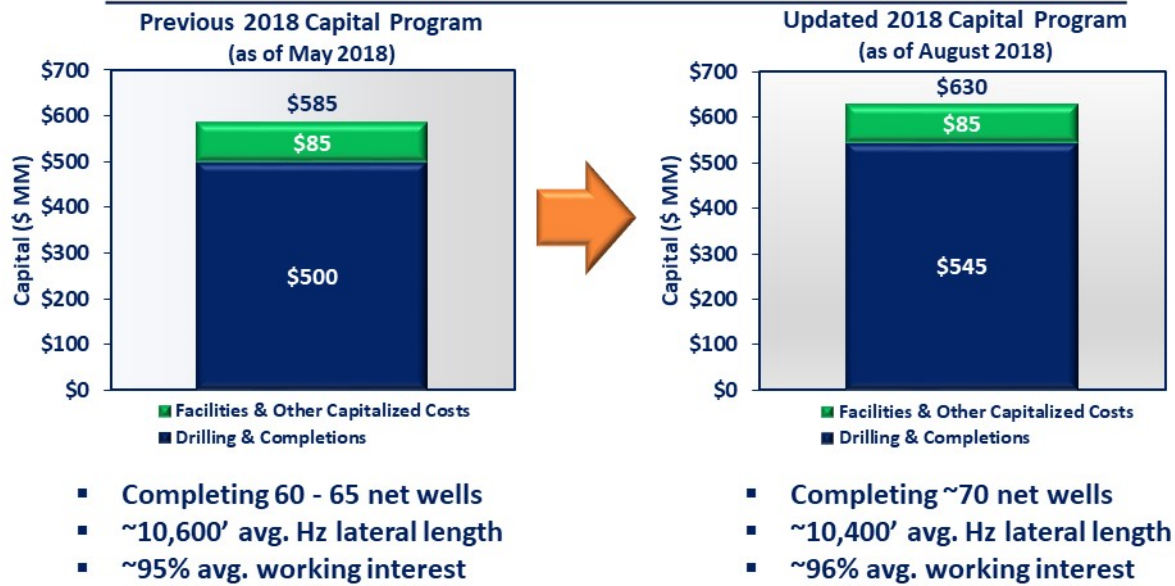 Previous 2018 Capital Program
(as of May 2018)
$700
$600
$500
$400
$300
$200
$100
$0
Capital ($ MM)
$585
$85
$500
■ Facilities & Other Capitalized Costs
■ Drilling & Completions
▪ Completing 60 - 65 net wells
▪ ~10,600’ avg. Hz lateral length
▪ ~95% avg. working interest
Updated 2018 Capital Program
(as of August 2018)
$700
$600
$500
$400
$300
$200
$100
$0
Capital ($ MM)
$630
$85
$545
■ Facilities & Other Capitalized Costs
■ Drilling & Completions
▪ Completing ~70 net wells
▪ ~10,400’ avg. Hz lateral length
▪ ~96% avg. working interest